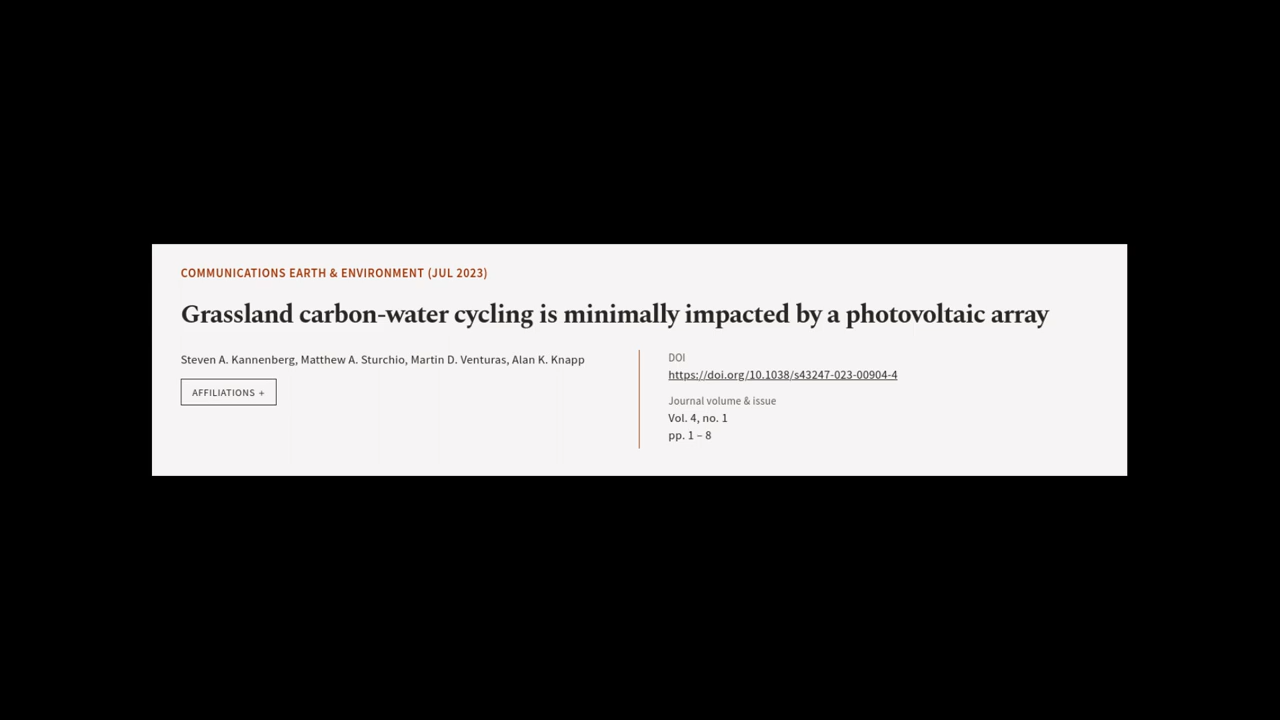 COMMUNICATIONS EARTH & ENVIRONMENT (JUL 2023)
Grassland carbon-water cycling is minimally impacted by a photovoltaic array
Steven A. Kannenberg, Matthew A. Sturchio, Martin D. Venturas, Alan K. Knapp
AFFILIATIONS +
DOI
https://doi.org/10.1038/s43247-023-00904-4
Journal volume & issue
Vol. 4, no. 1
pp. 1 – 8